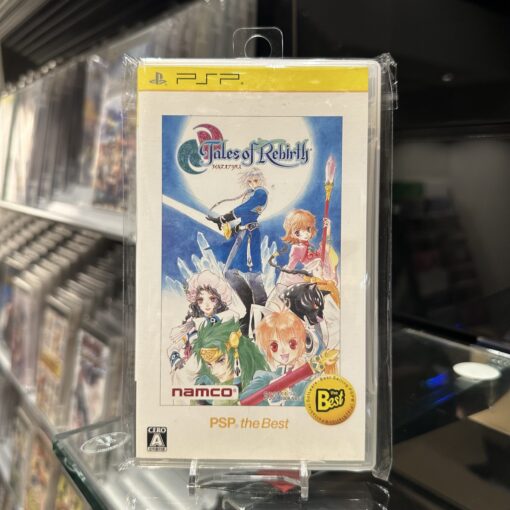 PSP
Tales of Rebirth
テイルズ オブ リバース
namco
the Best
PSP the Best
CERO
A